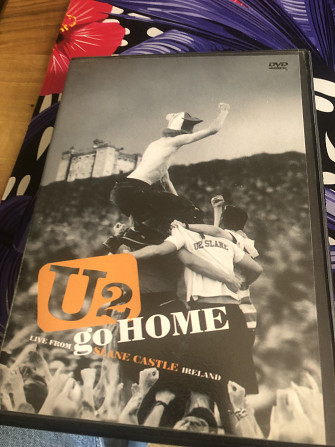 DVD
U2 SLANE
U2
go HOME
LIVE FROM
SLANE CASTLE IRELAND